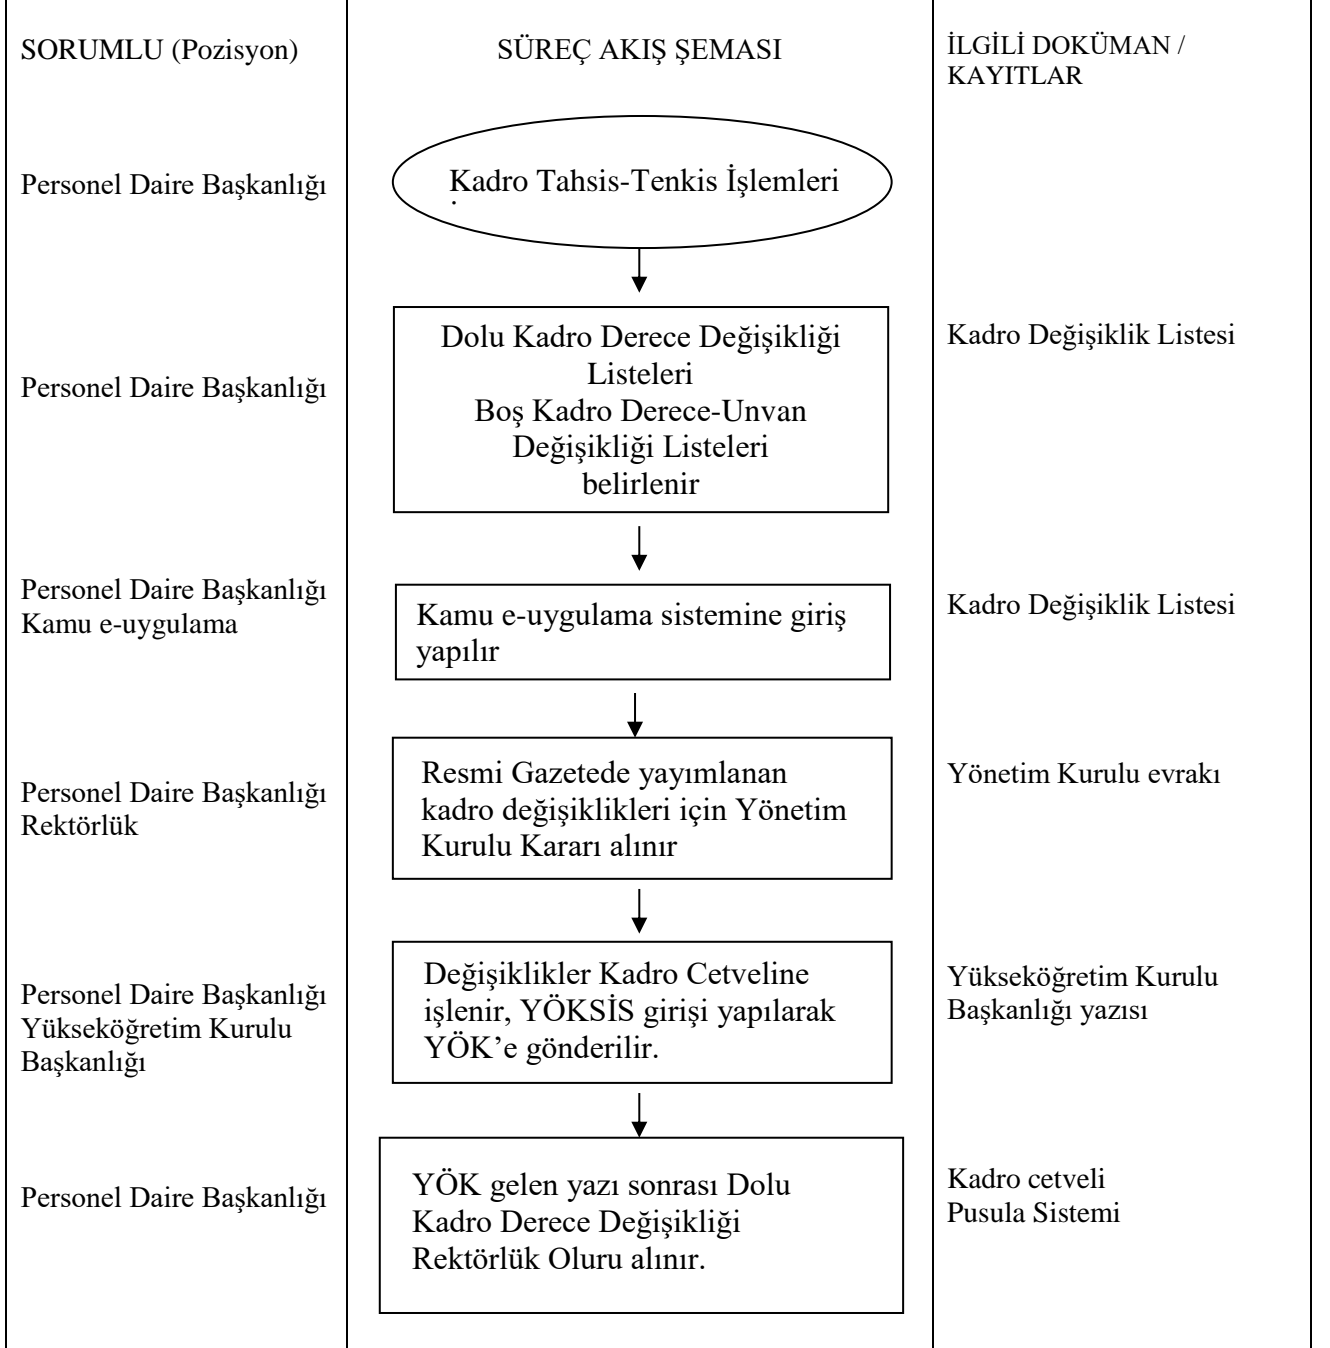 SORUMLU (Pozisyon)
SÜREÇ AKIŞ ŞEMASI
İLGİLİ DOKÜMAN /
KAYITLAR
Personel Daire Başkanlığı
Kadro Tahsis-Tenkis İşlemleri
Personel Daire Başkanlığı
Dolu Kadro Derece Değişikliği
Listeleri
Boş Kadro Derece-Unvan
Değişikliği Listeleri
belirlenir
Kadro Değişiklik Listesi
Personel Daire Başkanlığı
Kamu e-uygulama
Kamu e-uygulama sistemine giriş
yapılır
Kadro Değişiklik Listesi
Personel Daire Başkanlığı
Rektörlük
Resmi Gazetede yayımlanan
kadro değişiklikleri için Yönetim
Kurulu Kararı alınır
Yönetim Kurulu evrakı
Personel Daire Başkanlığı
Yükseköğretim Kurulu
Başkanlığı
Değişiklikler Kadro Cetveline
işlenir, YÖKSİS girişi yapılarak
YÖK’e gönderilir.
Yükseköğretim Kurulu
Başkanlığı yazısı
Personel Daire Başkanlığı
YÖK gelen yazı sonrası Dolu
Kadro Derece Değişikliği
Rektörlük Oluru alınır.
Kadro cetveli
Pusula Sistemi